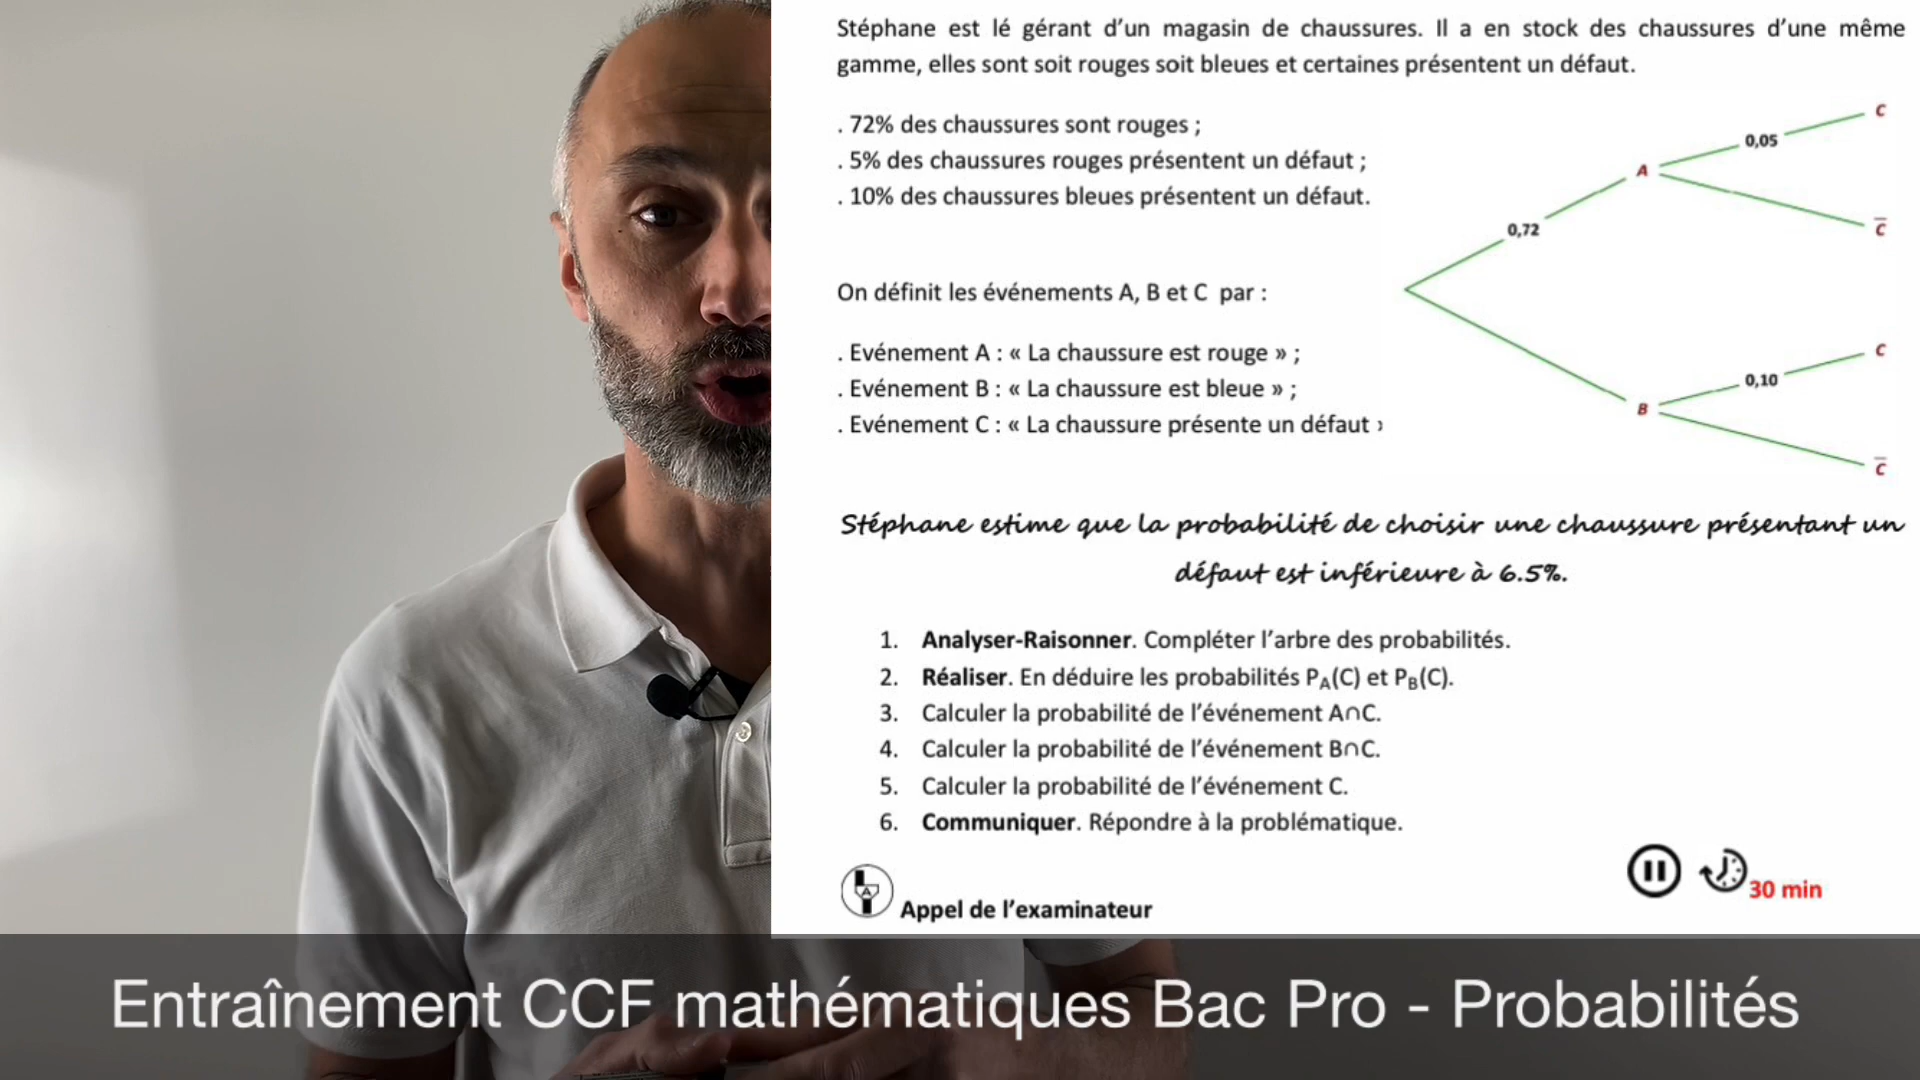 Stéphane est lé gérant d’un magasin de chaussures. Il a en stock des chaussures d’une même
gamme, elles sont soit rouges soit bleues et certaines présentent un défaut.
. 72% des chaussures sont rouges ;
. 5% des chaussures rouges présentent un défaut ;
. 10% des chaussures bleues présentent un défaut.
On définit les événements A, B et C par :
. Evénement A : « La chaussure est rouge » ;
. Evénement B : « La chaussure est bleue » ;
. Evénement C : « La chaussure présente un défaut ›
C
0,05
A
C̅
0,72
C
0,10
B
C̅
Stéphane estime que la probabilité de choisir une chaussure présentant un
défaut est inférieure à 6.5%.
1. Analyser-Raisonner. Compléter l’arbre des probabilités.
2. Réaliser. En déduire les probabilités P_A(C) et P_B(C).
3. Calculer la probabilité de l’événement A∩C.
4. Calculer la probabilité de l’événement B∩C.
5. Calculer la probabilité de l’événement C.
6. Communiquer. Répondre à la problématique.
30 min
A
Appel de l’examinateur
Entraînement CCF mathématiques Bac Pro - Probabilités